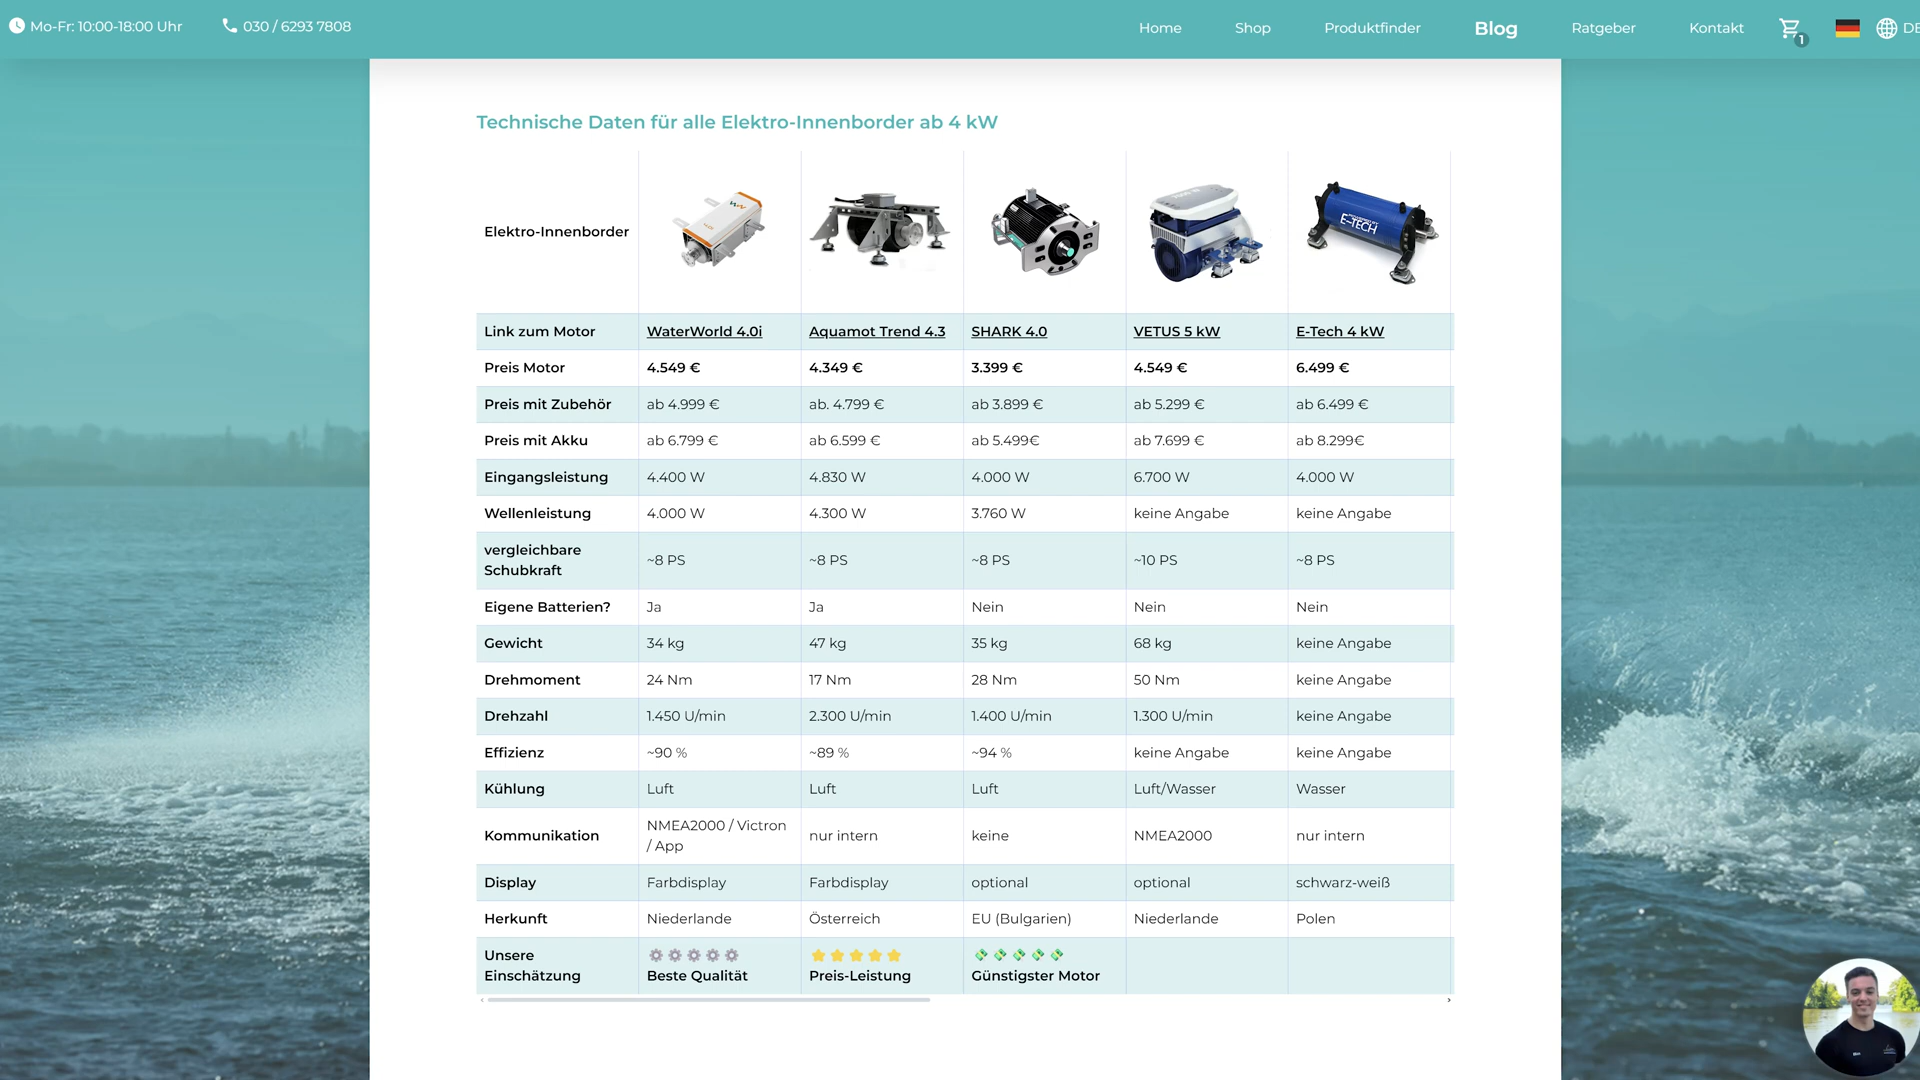 Mo-Fr: 10:00-18:00 Uhr
030 / 6293 7808
Home
Shop
Produktfinder
Blog
Ratgeber
Kontakt
1
DE
Technische Daten für alle Elektro-Innenborder ab 4 kW
Elektro-Innenborder
E-TECH
Link zum Motor WaterWorld 4.0i Aquamot Trend 4.3 SHARK 4.0 VETUS 5 kW E-Tech 4 kW
Preis Motor 4.549 € 4.349 € 3.399 € 4.549 € 6.499 €
Preis mit Zubehör ab 4.999 € ab. 4.799 € ab 3.899 € ab 5.299 € ab 6.499 €
Preis mit Akku ab 6.799 € ab 6.599 € ab 5.499€ ab 7.699 € ab 8.299€
Eingangsleistung 4.400 W 4.830 W 4.000 W 6.700 W 4.000 W
Wellenleistung 4.000 W 4.300 W 3.760 W keine Angabe keine Angabe
vergleichbare
Schubkraft ~8 PS ~8 PS ~8 PS ~10 PS ~8 PS
Eigene Batterien? Ja Ja Nein Nein Nein
Gewicht 34 kg 47 kg 35 kg 68 kg keine Angabe
Drehmoment 24 Nm 17 Nm 28 Nm 50 Nm keine Angabe
Drehzahl 1.450 U/min 2.300 U/min 1.400 U/min 1.300 U/min keine Angabe
Effizienz ~90 % ~89 % ~94 % keine Angabe keine Angabe
Kühlung Luft Luft Luft Luft/Wasser Wasser
Kommunikation NMEA2000 / Victron
/ App nur intern keine NMEA2000 nur intern
Display Farbdisplay Farbdisplay optional optional schwarz-weiß
Herkunft Niederlande Österreich EU (Bulgarien) Niederlande Polen
Unsere
Einschätzung Beste Qualität Preis-Leistung Günstigster Motor